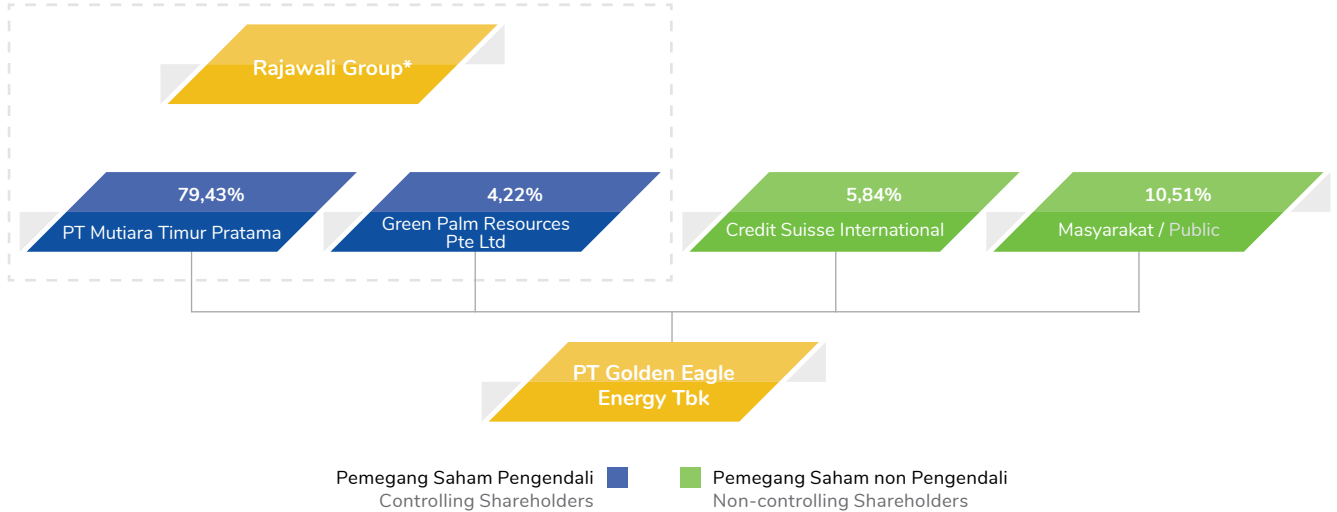 Rajawali Group*
79,43%
PT Mutiara Timur Pratama
4,22%
Green Palm Resources
Pte Ltd
5,84%
Credit Suisse International
10,51%
Masyarakat / Public
PT Golden Eagle
Energy Tbk
Pemegang Saham Pengendali
Controlling Shareholders
Pemegang Saham non Pengendali
Non-controlling Shareholders